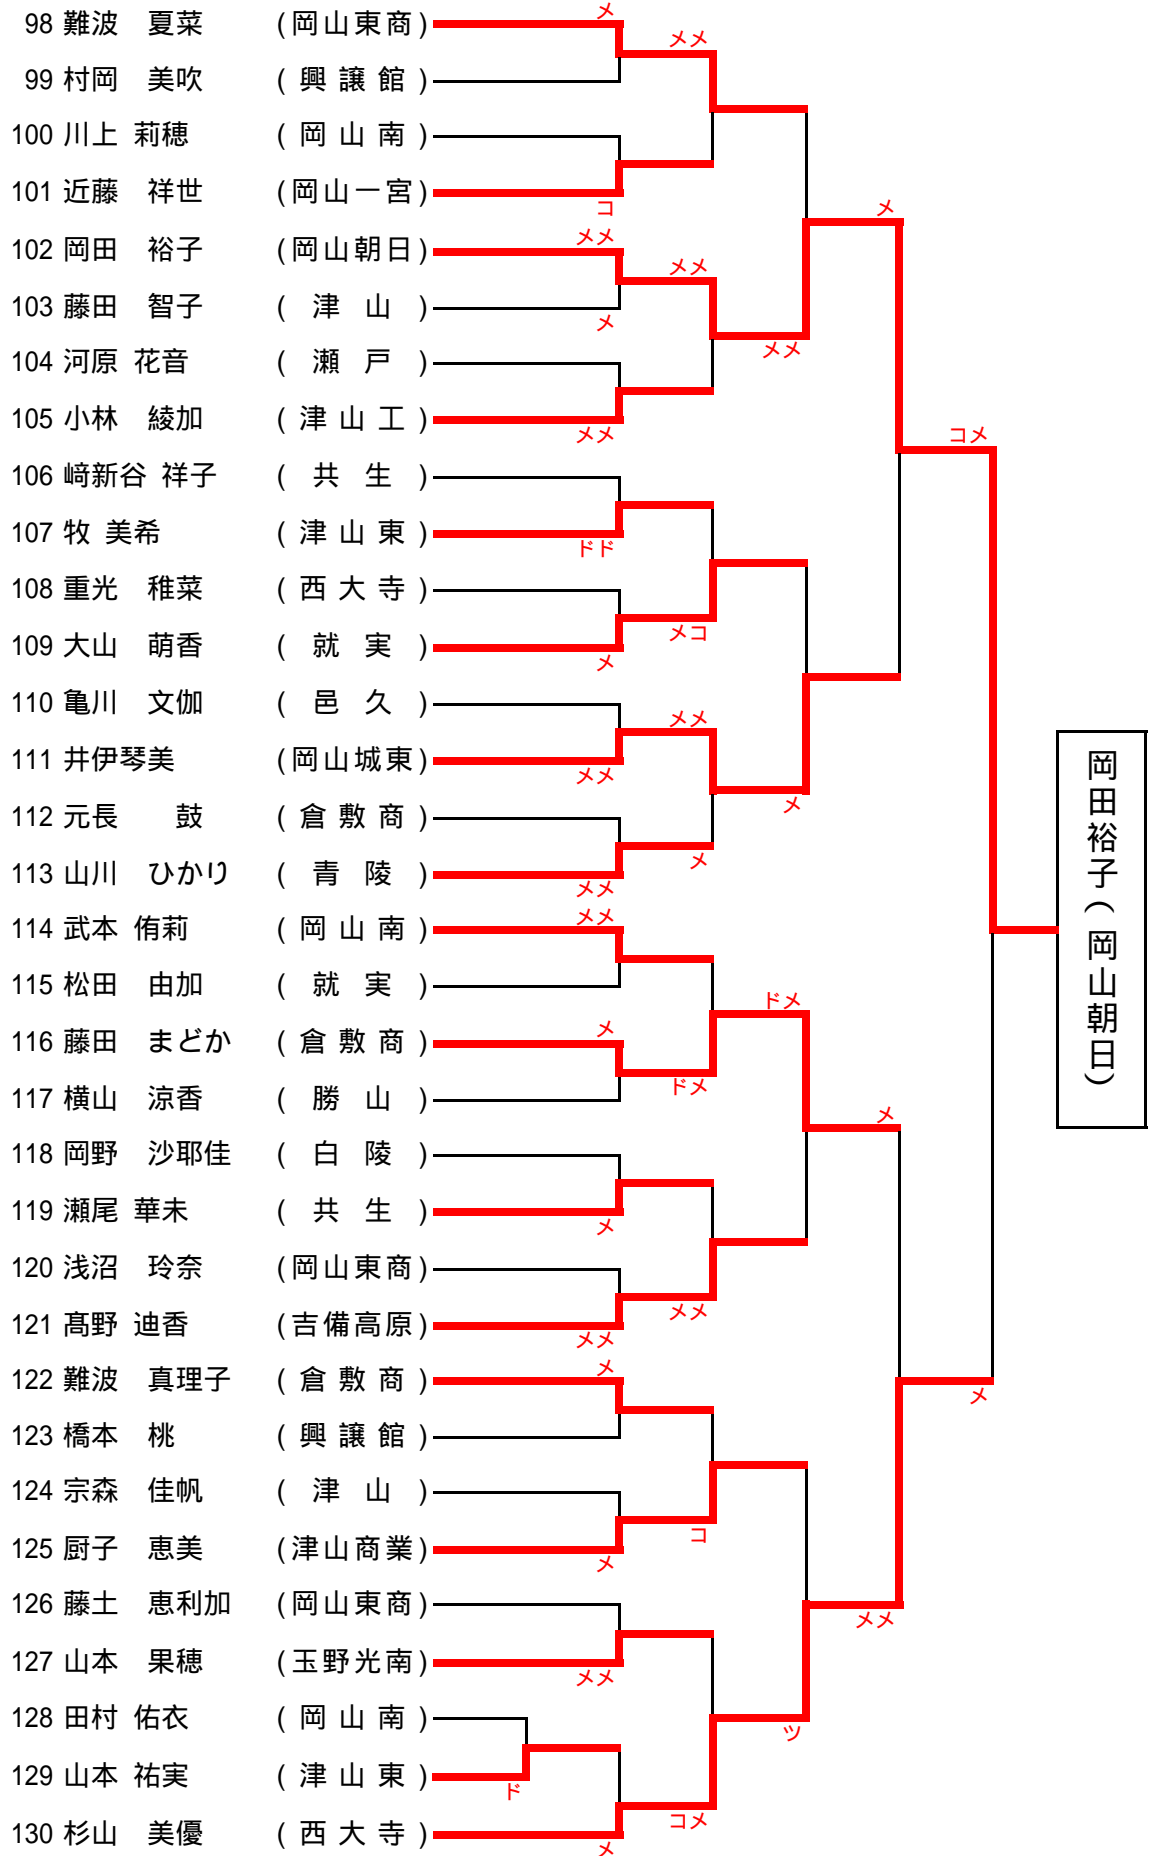 98 難波　夏菜 (岡山東商) メ
メメ
99 村岡　美吹 (興譲館)
100 川上 莉穂 (岡山南)
101 近藤　祥世 (岡山一宮) コ
メ
102 岡田　裕子 (岡山朝日) メメ
メメ
103 藤田　智子 (津山) メ
メメ
104 河原 花音 (瀬戸)
105 小林　綾加 (津山工) メメ
コメ
106 﨑新谷 祥子 (共生)
107 牧 美希 (津山東) ドド
108 重光　稚菜 (西大寺)
メコ
109 大山　萌香 (就実) メ
110 亀川　文伽 (邑久)
メメ
111 井伊琴美 (岡山城東) メメ
メ
112 元長　　鼓 (倉敷商)
メ
113 山川　ひかり (青陵) メメ
岡田裕子(岡山朝日)
114 武本 侑莉 (岡山南) メメ
115 松田　由加 (就実)
ドメ
116 藤田　まどか (倉敷商) メ
ドメ
117 横山　涼香 (勝山)
メ
118 岡野　沙耶佳 (白陵)
119 瀬尾 華未 (共生) メ
120 浅沼　玲奈 (岡山東商)
メメ
121 髙野 迪香 (吉備高原) メメ
122 難波　真理子 (倉敷商) メ
メ
123 橋本　桃 (興譲館)
124 宗森　佳帆 (津山)
コ
125 厨子　恵美 (津山商業) メ
126 藤土　恵利加 (岡山東商)
メメ
127 山本　果穂 (玉野光南) メメ
128 田村 佑衣 (岡山南)
ツ
129 山本 祐実 (津山東) ド
コメ
130 杉山　美優 (西大寺) メ